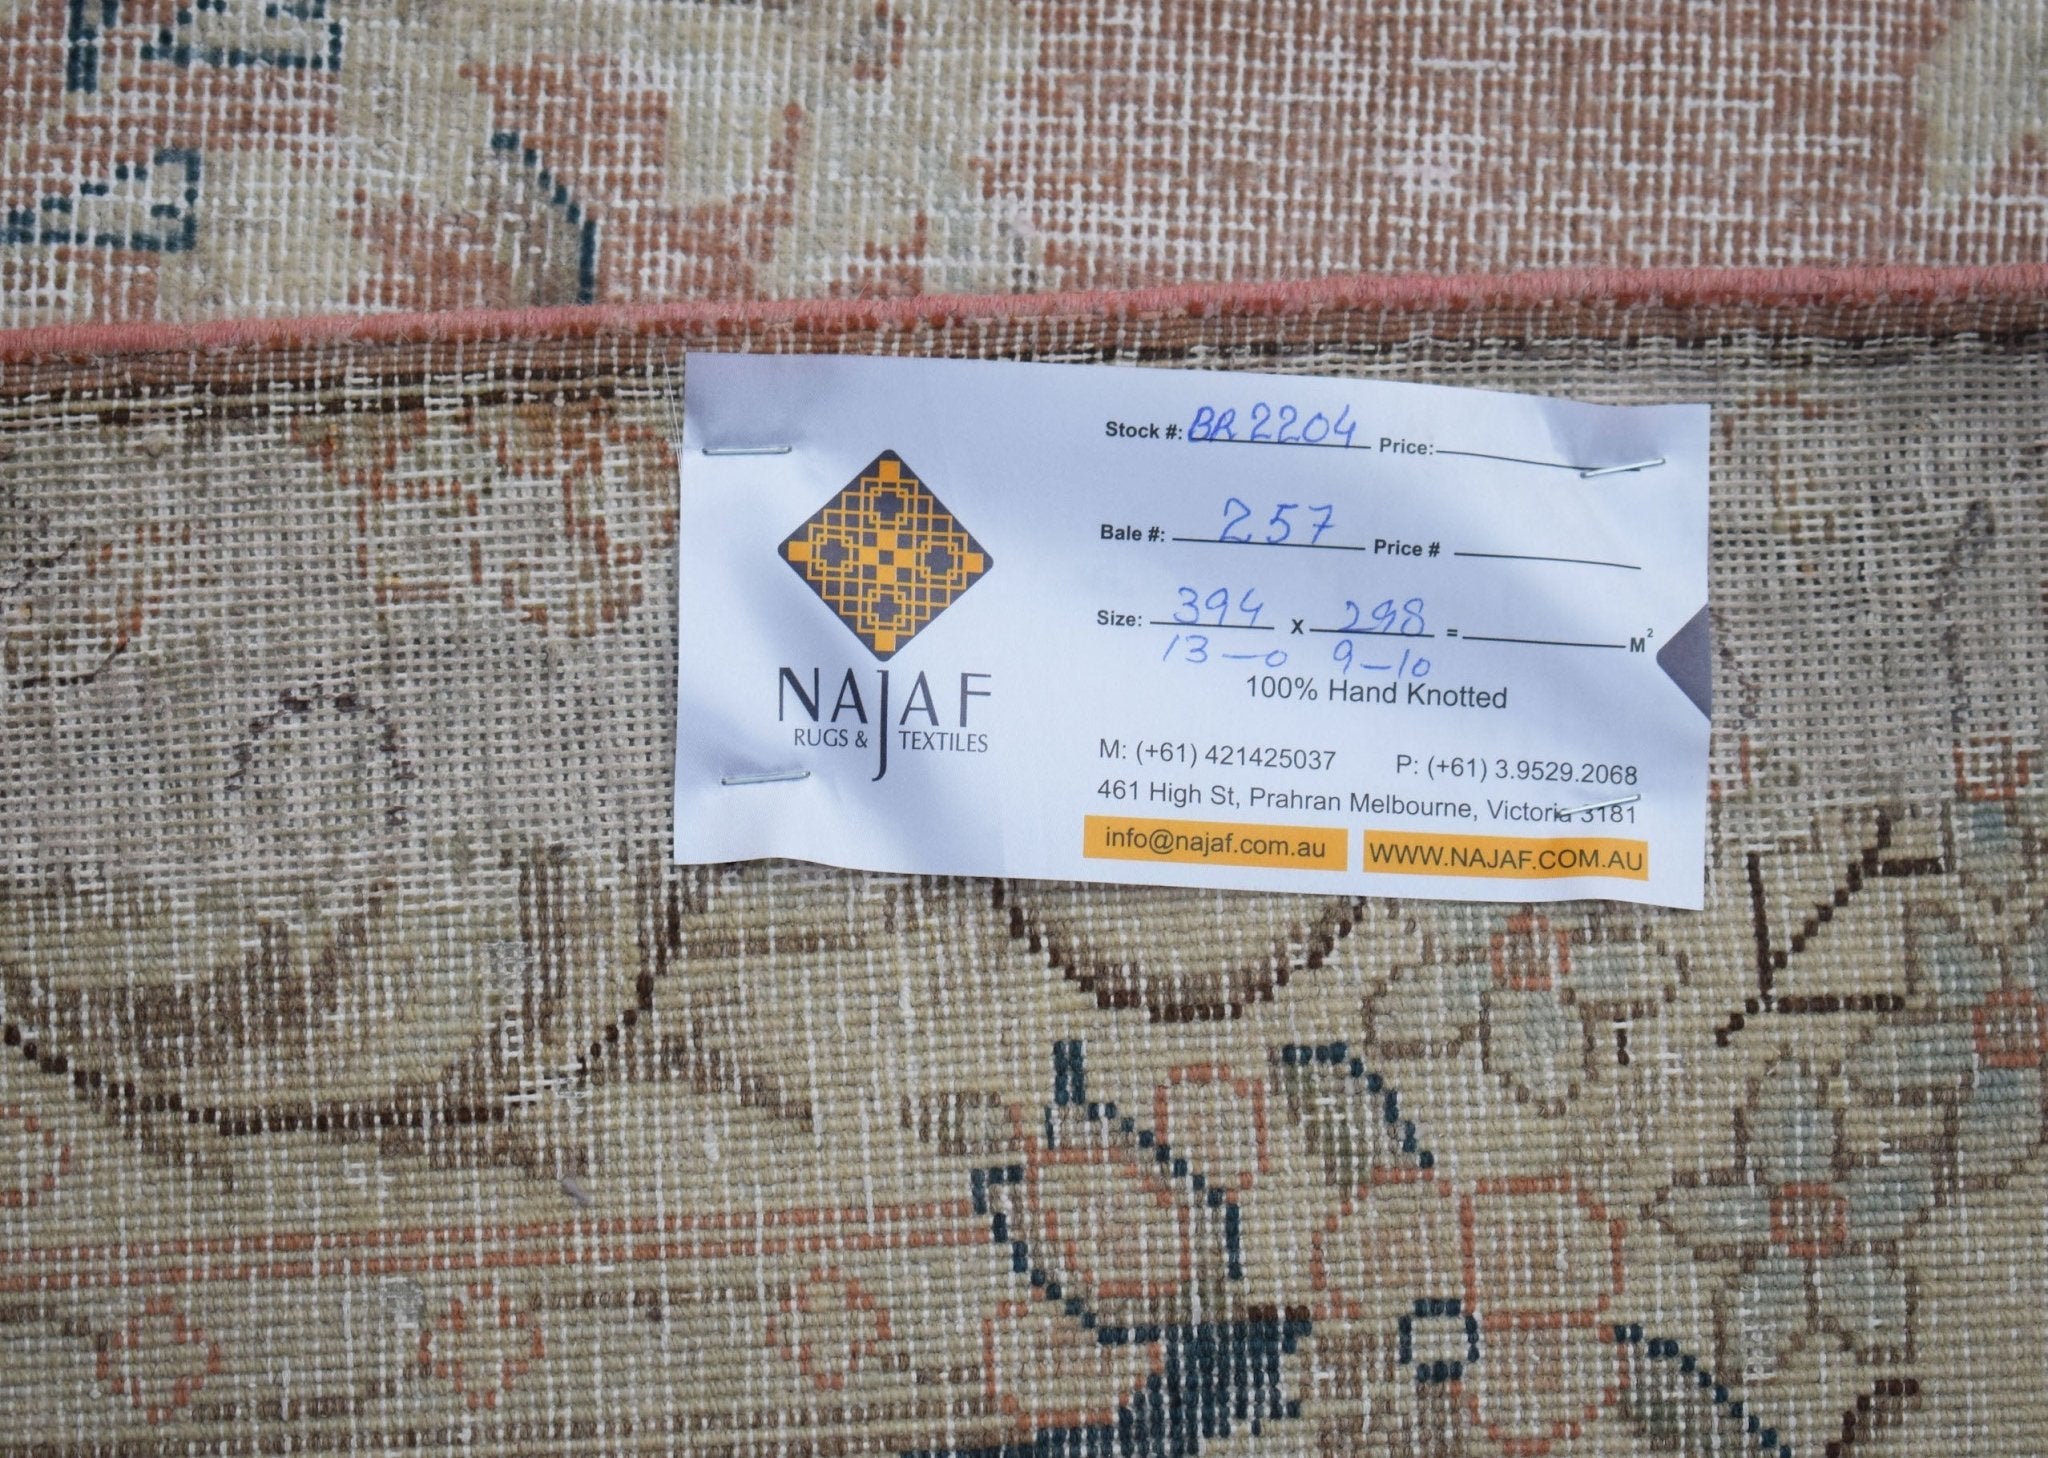 NAJAF
RUGS & TEXTILES
Stock #: BR2204 Price:
Bale #: 257 Price #
Size: 394 X 298 = M²
13-0 9-10
100% Hand Knotted
M: (+61) 421425037 P: (+61) 3.9529.2068
461 High St, Prahran Melbourne, Victoria 3181
info@najaf.com.au WWW.NAJAF.COM.AU